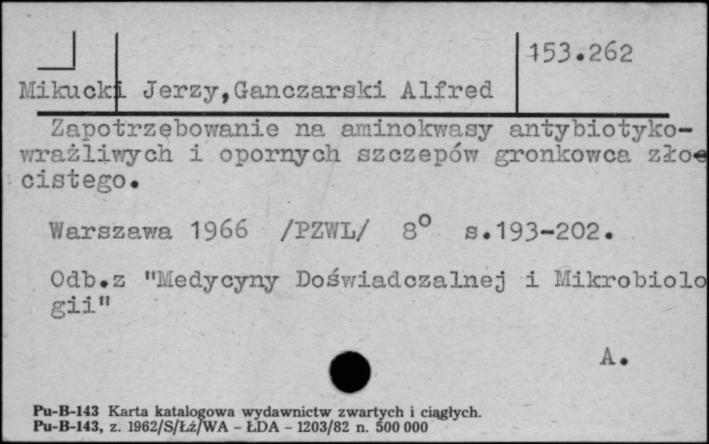 153.262
Mikucki Jerzy,Ganczarski Alfred
Zapotrzębowanie na aminokwasy antybiotyko-
wrażliwych i opornych szczepów gronkowca zło-
cistego.
Warszawa 1966 /PZWL/ 8° s.193-202.
Odb.z "Medycyny Doświadczalnej i Mikrobiolo
gii"
A.
Pu-B-143 Karta katalogowa wydawnictw zwartych i ciągłych.
Pu-B-143, z. 1962/S/Łź/WA - ŁDA - 1203/82 n. 500 000